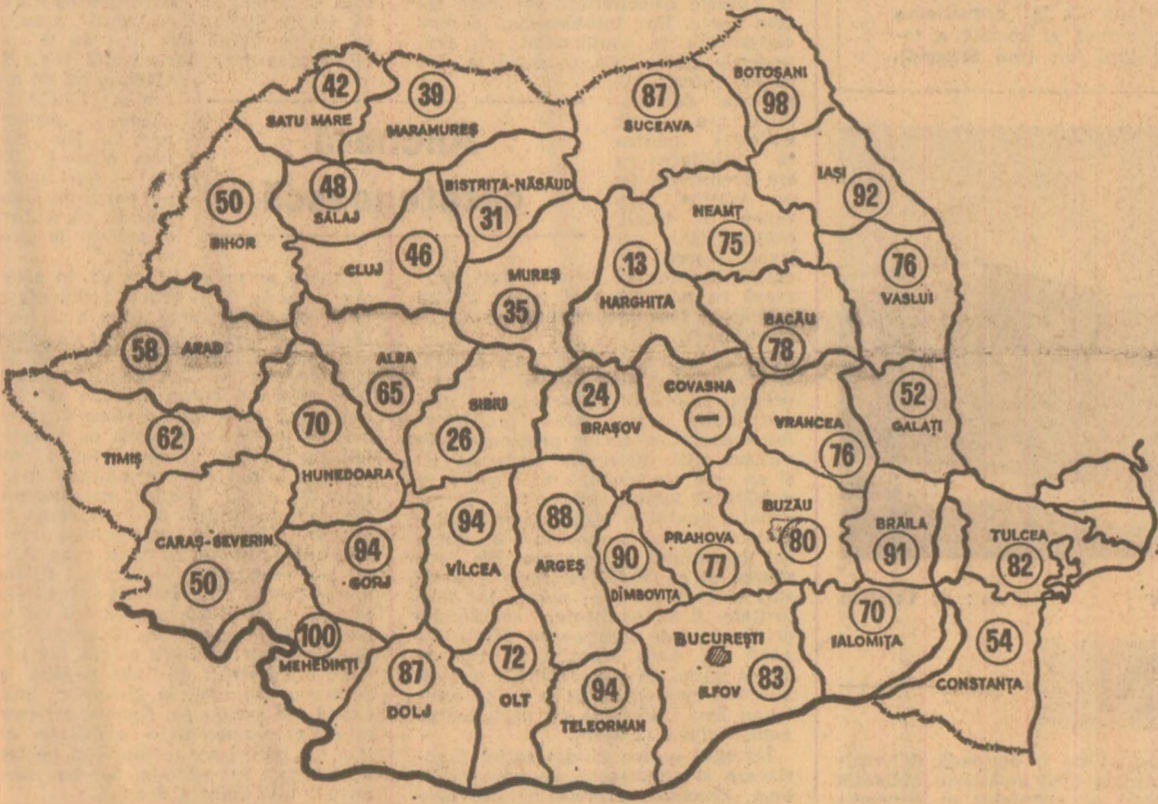 42
SATU MARE
39
MARAMUREȘ
87
SUCEAVA
BOTOȘANI
98
50
BIHOR
48
SĂLAJ
BISTRIȚA-NĂSĂUD
31
IAȘI
92
CLUJ
46
MUREȘ
35
13
HARGHITA
NEAMȚ
75
76
VASLUI
58
ARAD
ALBA
65
SIBIU
26
24
BRAȘOV
COVASNA
—
BACĂU
78
VRANCEA
76
52
GALAȚI
62
TIMIȘ
70
HUNEDOARA
CARAȘ-SEVERIN
50
94
GORJ
94
VÎLCEA
88
ARGEȘ
90
DÎMBOVIȚA
PRAHOVA
77
BUZĂU
80
BRĂILA
91
TULCEA
82
100
MEHEDINȚI
87
DOLJ
72
OLT
94
TELEORMAN
BUCUREȘTI
ILFOV
83
70
IALOMIȚA
54
CONSTANȚA